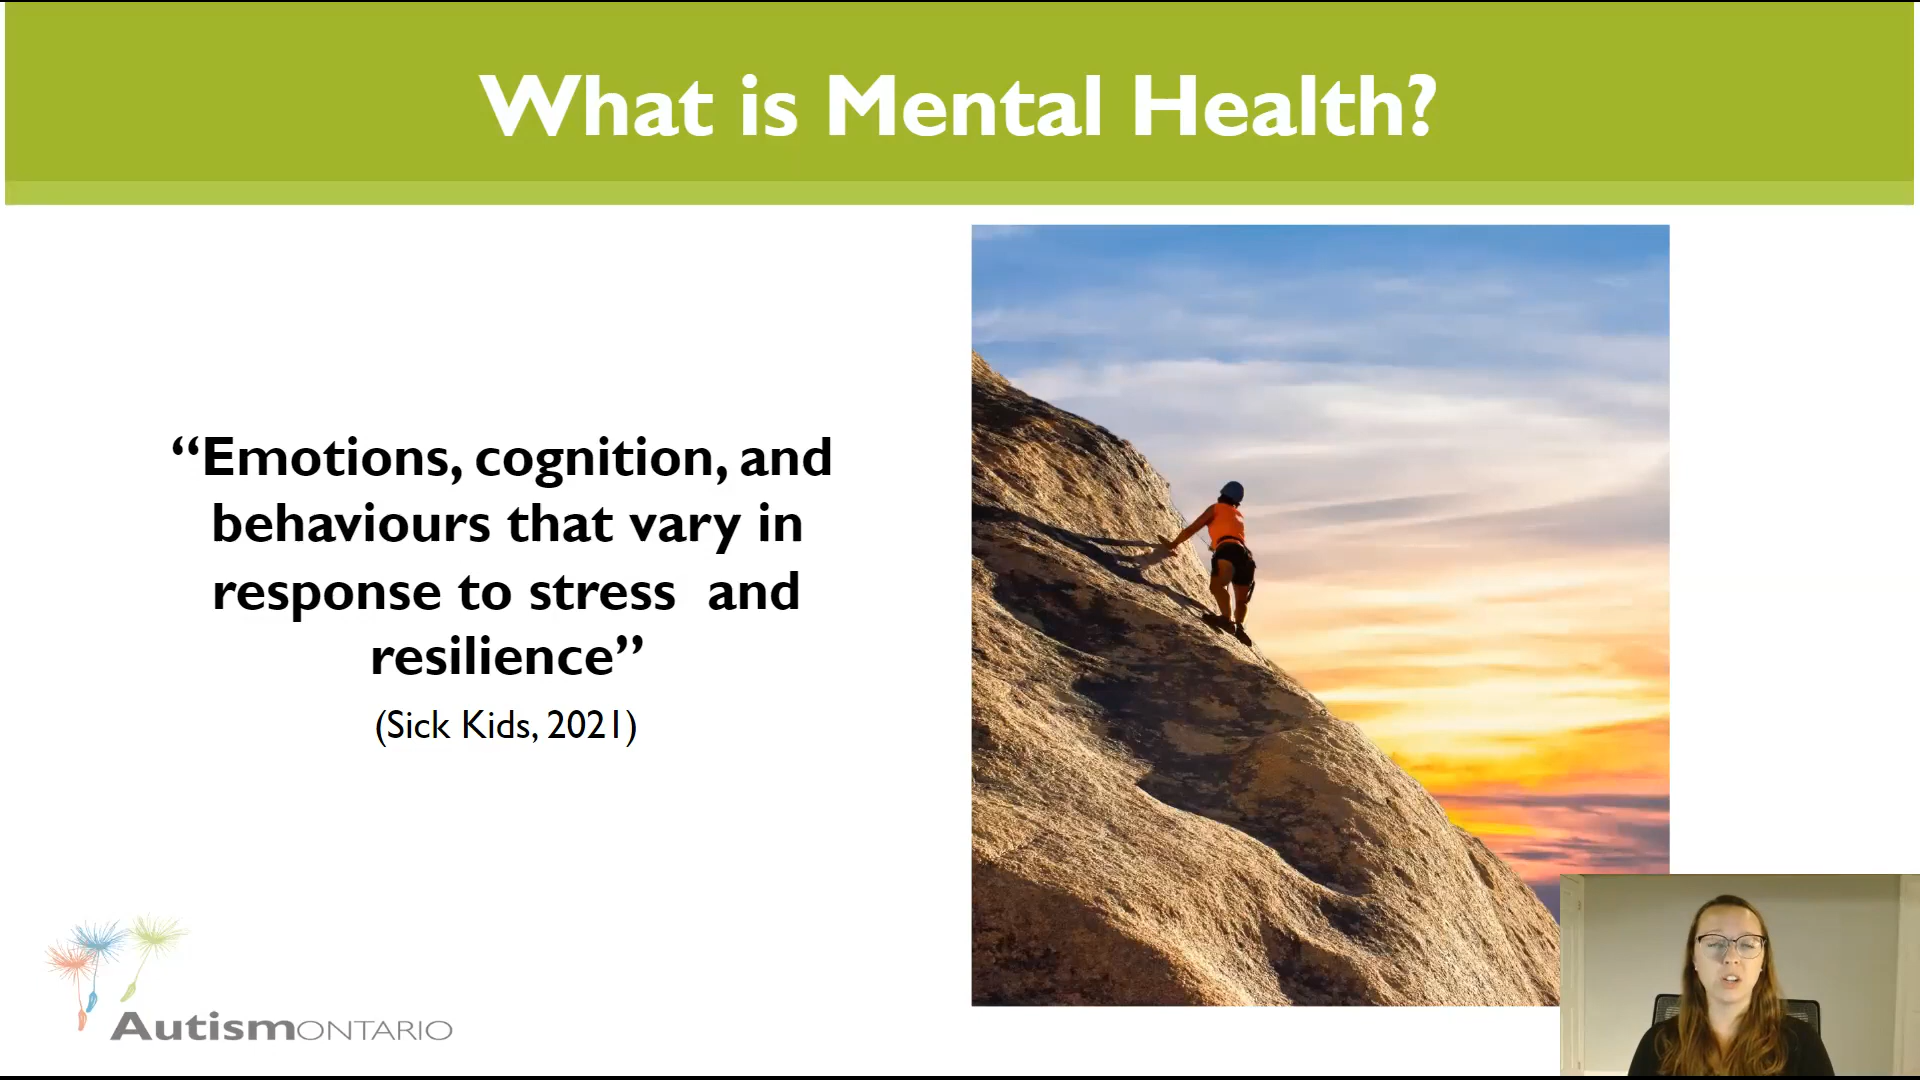 What is Mental Health?
“Emotions, cognition, and
behaviours that vary in
response to stress  and
resilience”
(Sick Kids, 2021)
AutismONTARIO